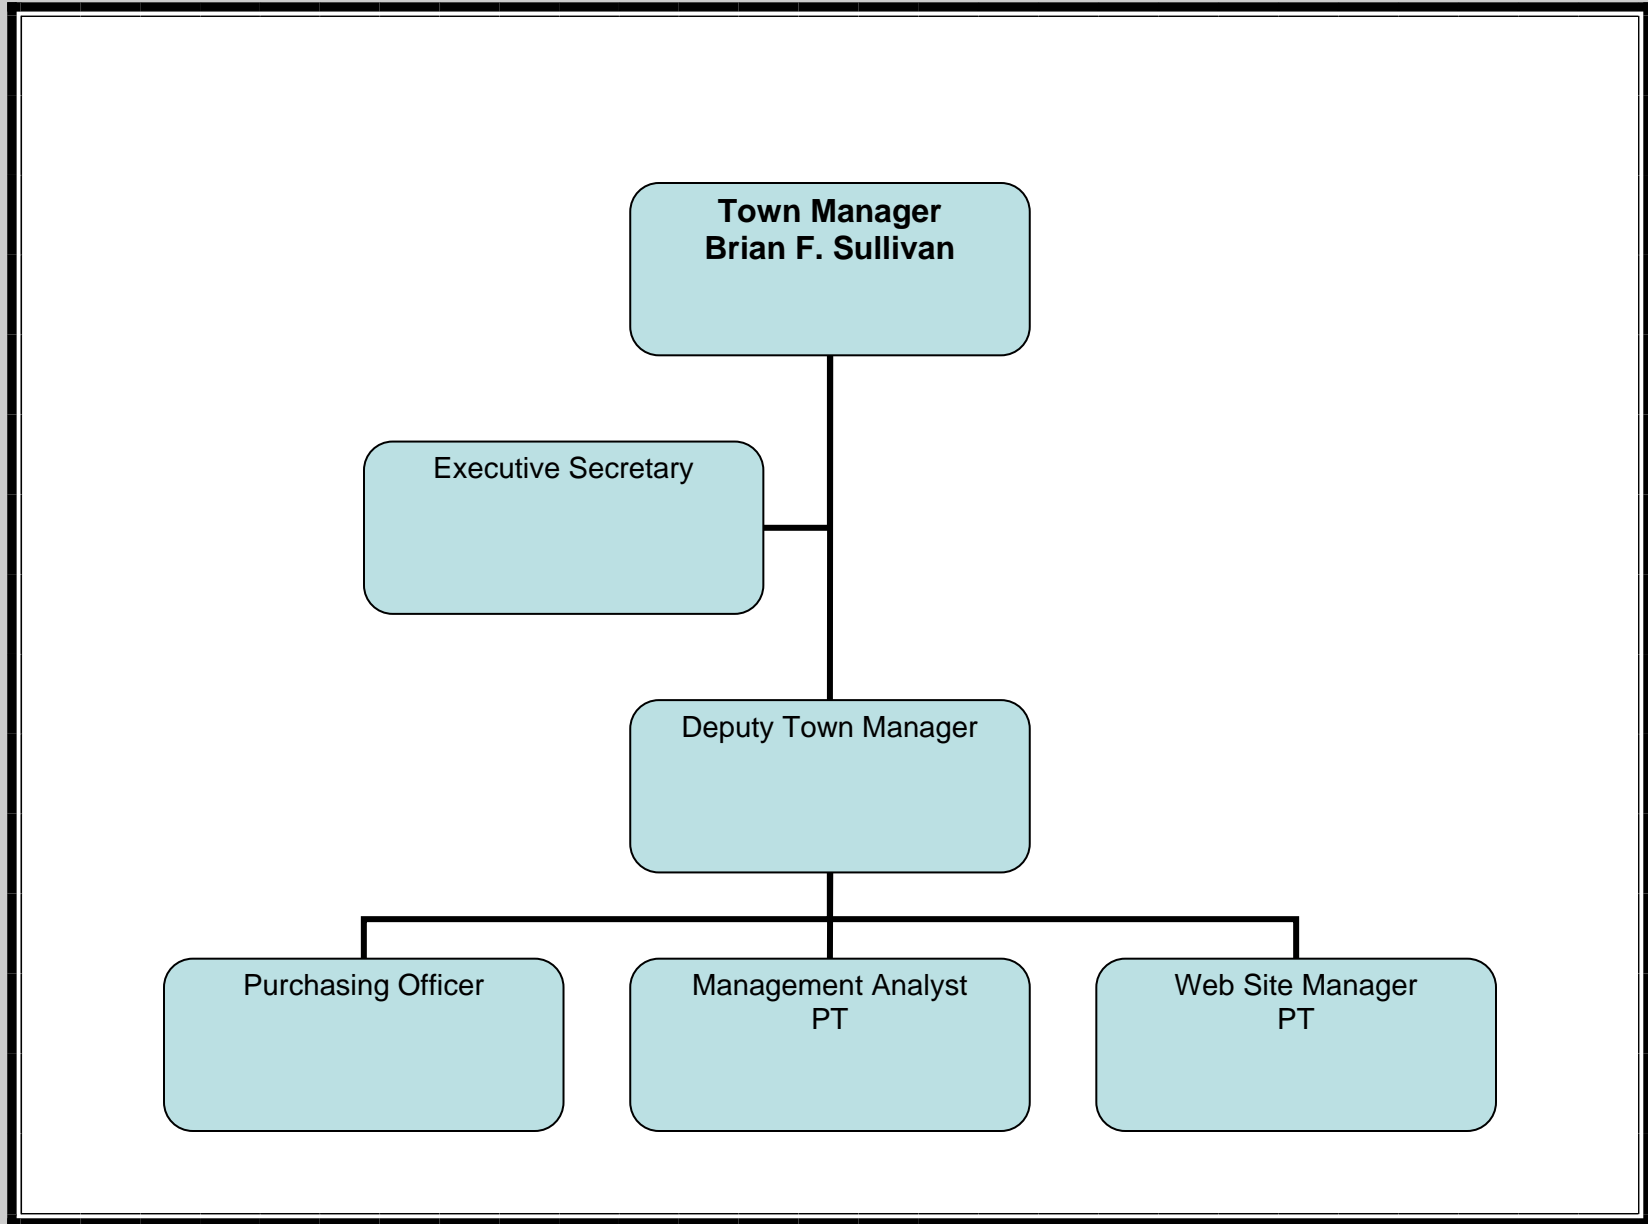 Town Manager
Brian F. Sullivan
Executive Secretary
Deputy Town Manager
Purchasing Officer
Management Analyst
PT
Web Site Manager
PT